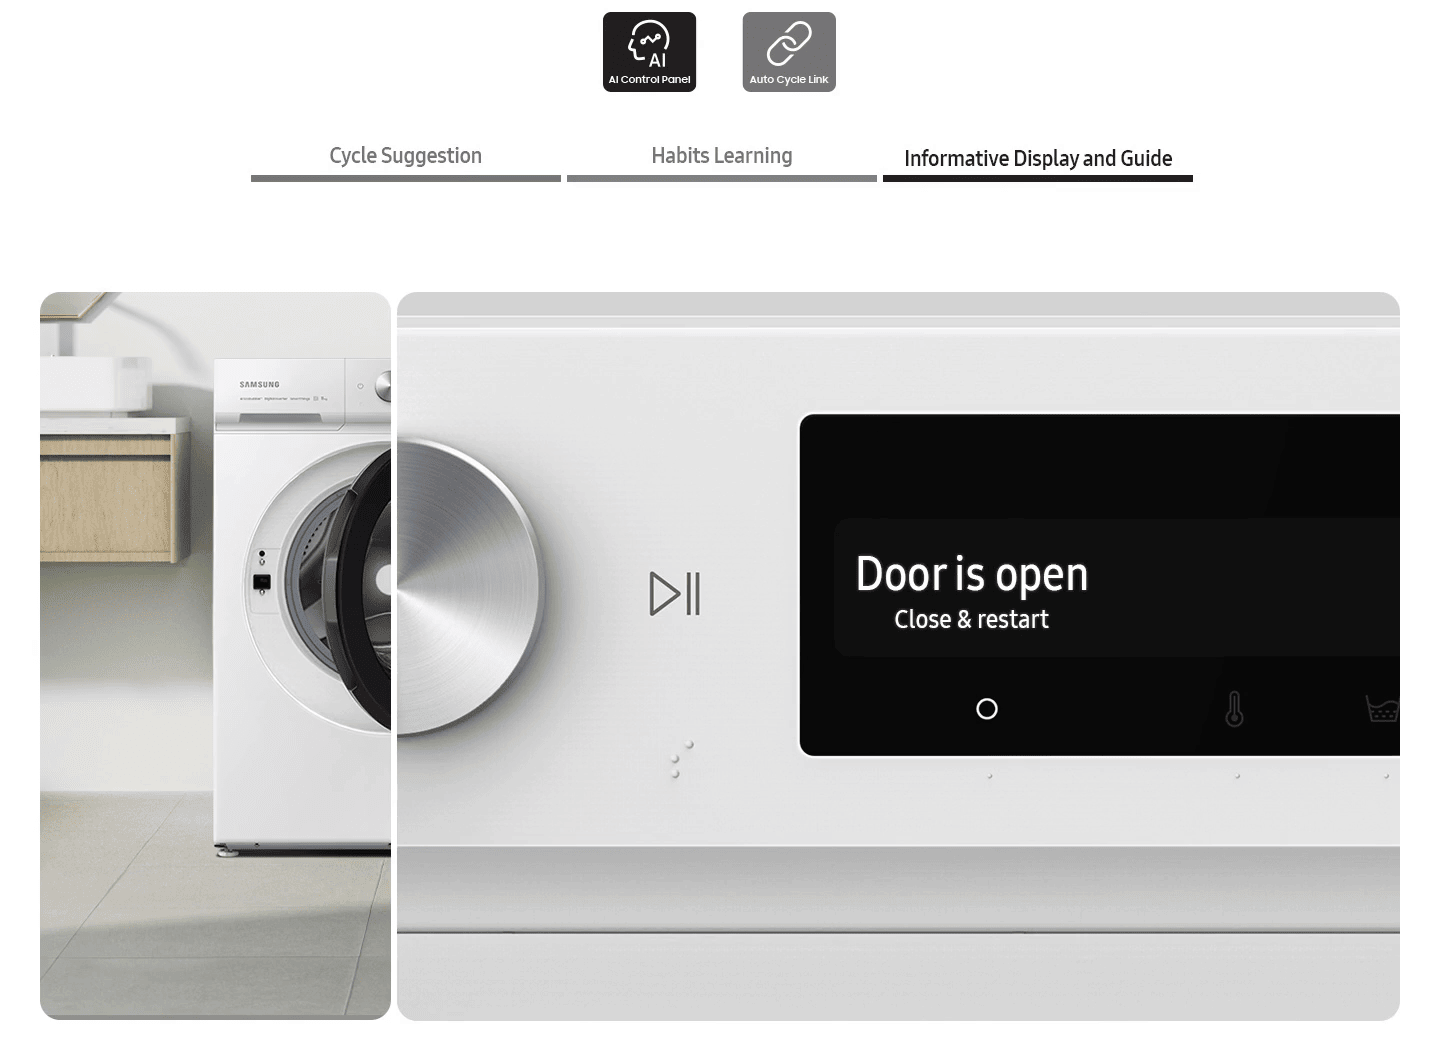 AI
AI Control Panel
Auto Cycle Link
Cycle Suggestion
Habits Learning
Informative Display and Guide
SAMSUNG
Door is open
Close & restart